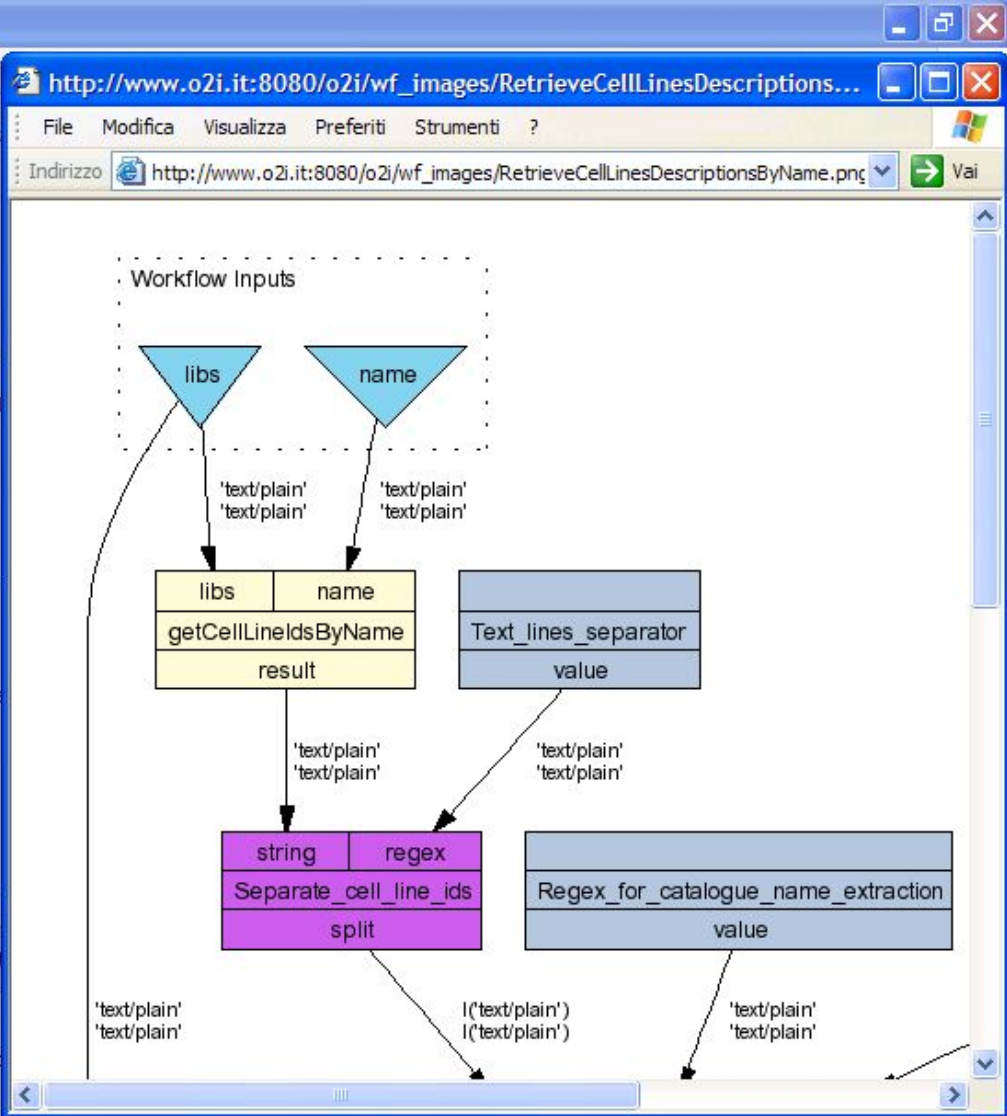 http://www.o2i.it:8080/o2i/wf_images/RetrieveCellLinesDescriptions...
File Modifica Visualizza Preferiti Strumenti ?
Indirizzo http://www.o2i.it:8080/o2i/wf_images/RetrieveCellLinesDescriptionsByName.png Vai
Workflow Inputs
libs name
'text/plain' 'text/plain'
'text/plain' 'text/plain'
libs name
getCellLineIdsByName Text_lines_separator
result value
'text/plain' 'text/plain'
'text/plain' 'text/plain'
string regex
Separate_cell_line_ids Regex_for_catalogue_name_extraction
split value
'text/plain' l('text/plain') 'text/plain'
'text/plain' l('text/plain') 'text/plain'